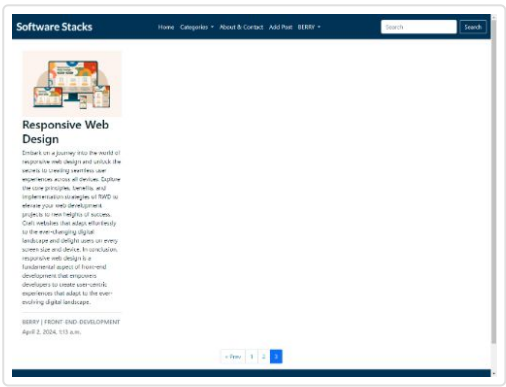 Software Stacks
Home Categories About & Contact Add Post BERRY Search Search
Responsive Web
Design
Embark on a journey into the world of
responsive web design and unlock the
secrets to creating seamless user
experiences across all devices. Explore
the core principles, benefits, and
implementation strategies of RWD to
elevate your web development
projects to new heights of success.
Craft websites that adapt effortlessly
to the ever-changing digital
landscape and delight users on every
screen size and device. In conclusion,
responsive web design is a
fundamental aspect of front-end
development that empowers
developers to create user-centric
experiences that adapt to the ever-
evolving digital landscape.
BERRY | FRONT-END DEVELOPMENT
April 2, 2024, 1:13 a.m.
« Prev 1 2 3